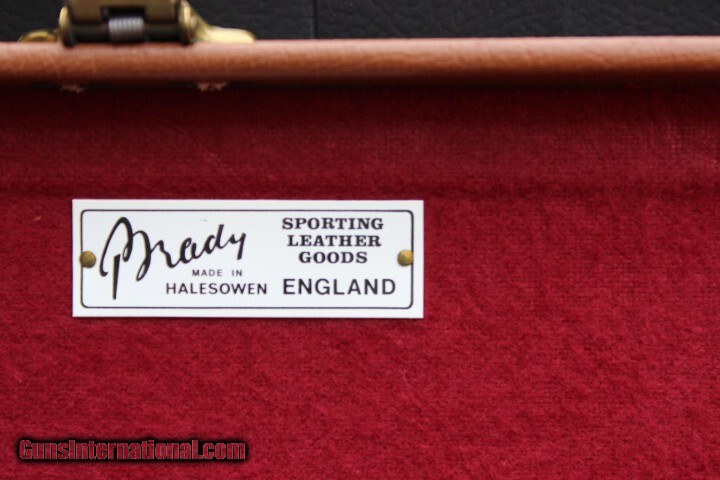 Brady
MADE IN
HALESOWEN
SPORTING
LEATHER
GOODS
ENGLAND
GunsInternational.com